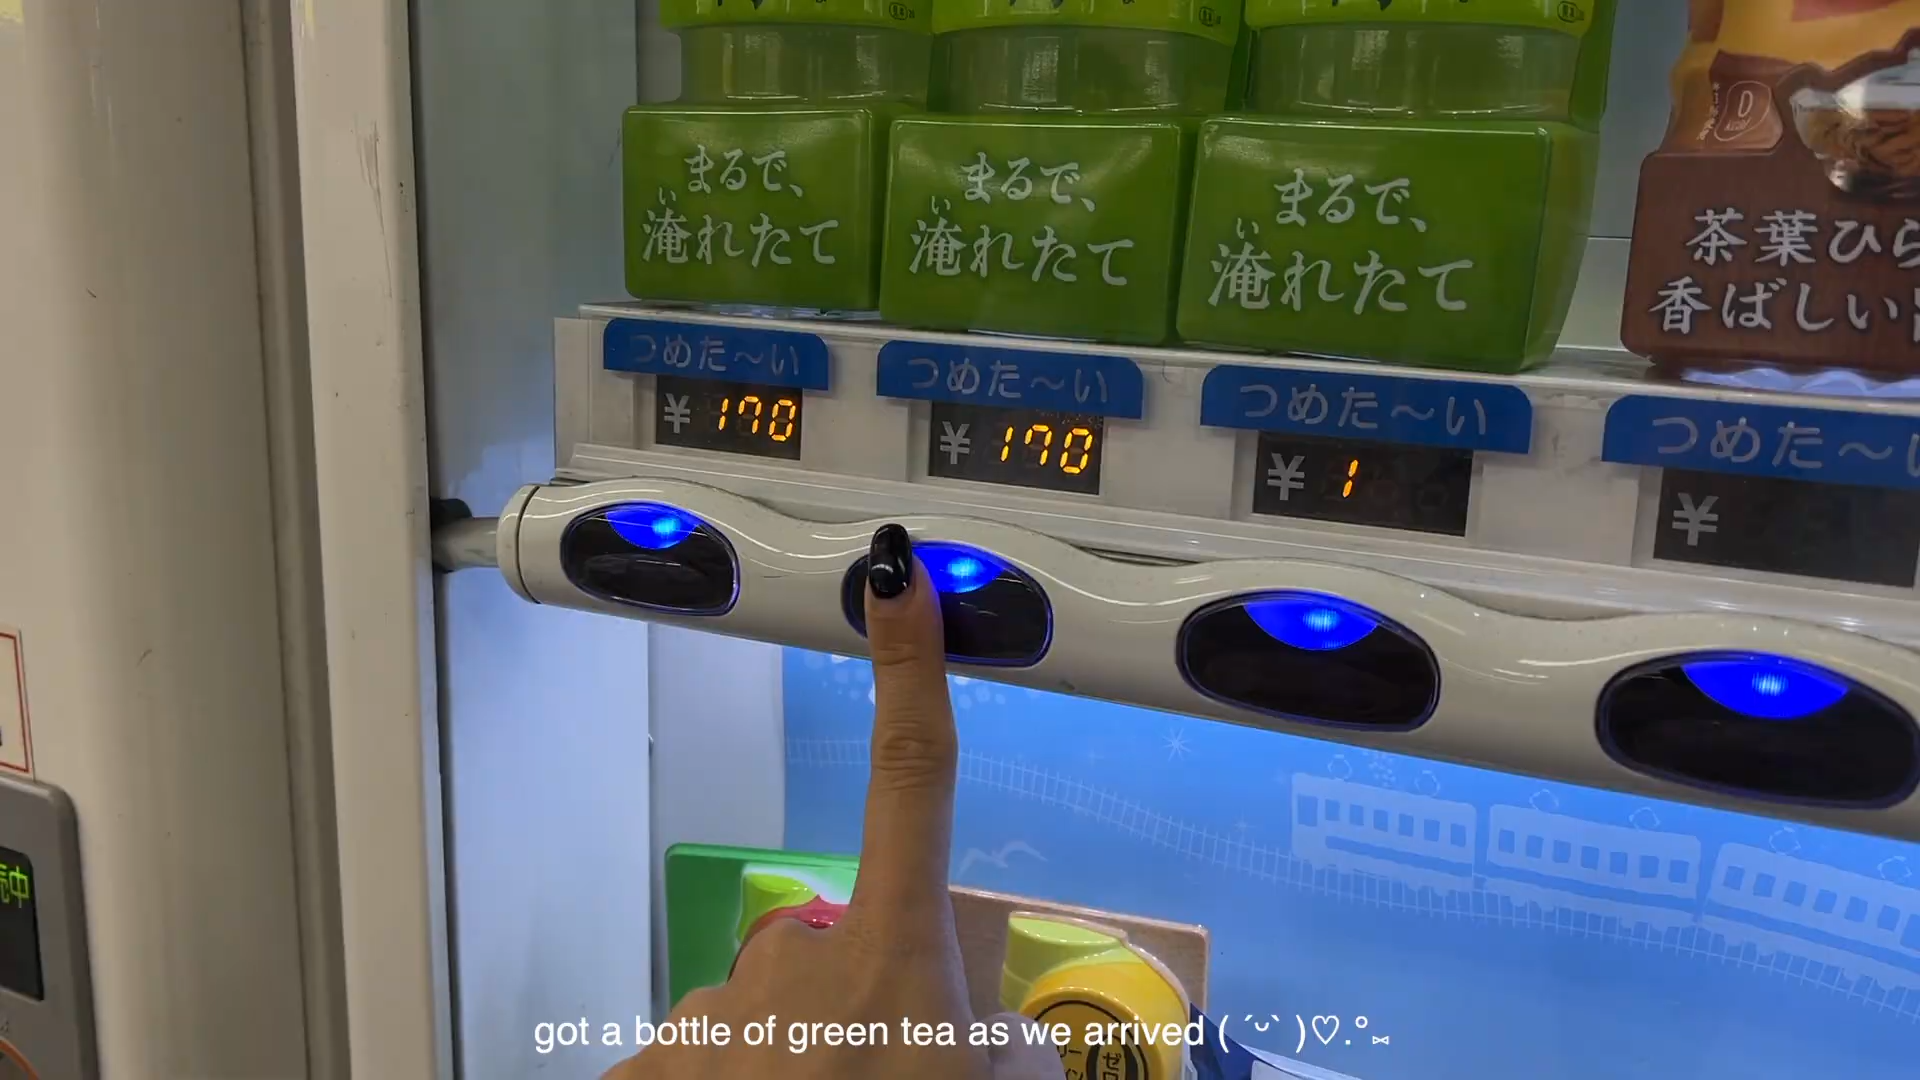 まるで、
い
淹れたて
まるで、
い
淹れたて
まるで、
い
淹れたて
茶葉ひら
香ばしい
つめた〜い
¥ 170
つめた〜い
¥ 170
つめた〜い
¥ 1
つめた〜い
¥
中
got a bottle of green tea as we arrived ( ´ᵕ` )♡.°⑅